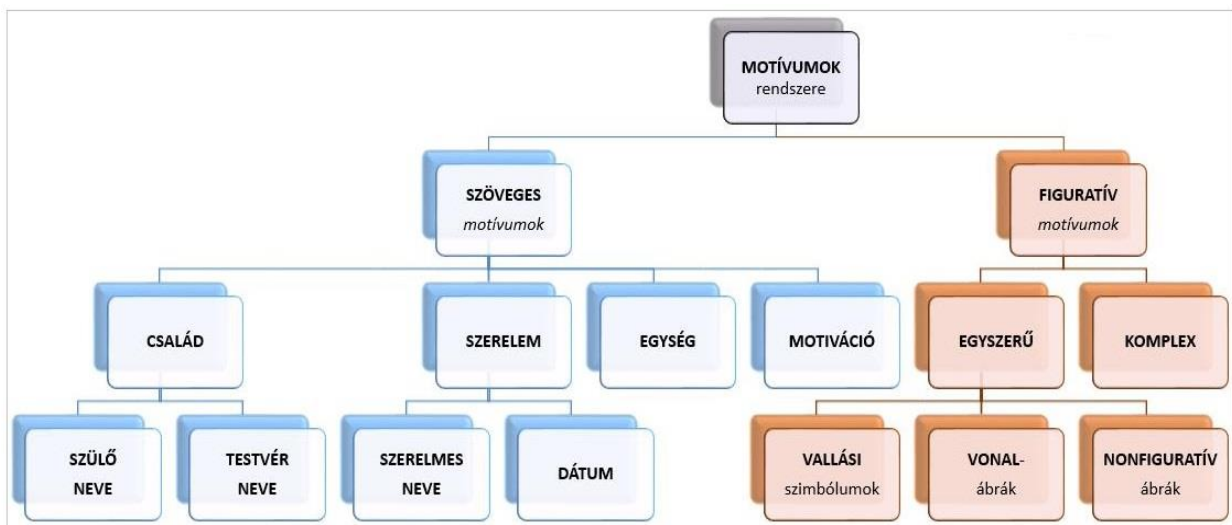 MOTÍVUMOK
rendszere
SZÖVEGES
motívumok
FIGURATÍV
motívumok
CSALÁD
SZERELEM
EGYSÉG
MOTIVÁCIÓ
EGYSZERŰ
KOMPLEX
SZÜLŐ
NEVE
TESTVÉR
NEVE
SZERELMES
NEVE
DÁTUM
VALLÁSI
szimbólumok
VONAL-
ábrák
NONFIGURATÍV
ábrák